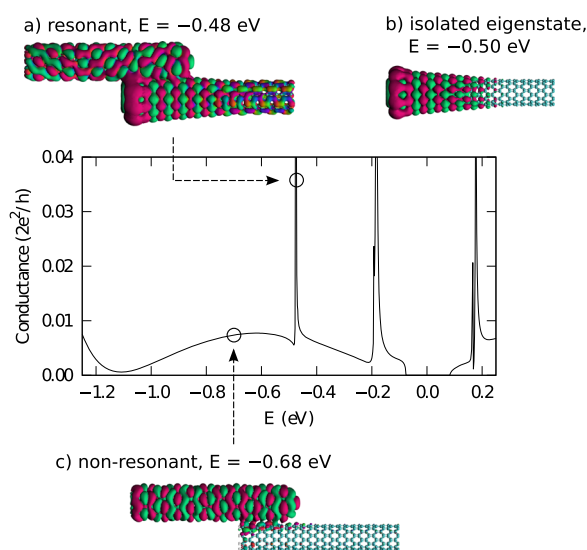 a) resonant, E = −0.48 eV
b) isolated eigenstate,
E = −0.50 eV
0.04
0.03
0.02
0.01
0.00
Conductance (2e²/h)
−1.2 −1.0 −0.8 −0.6 −0.4 −0.2 0.0 0.2
E (eV)
c) non-resonant, E = −0.68 eV